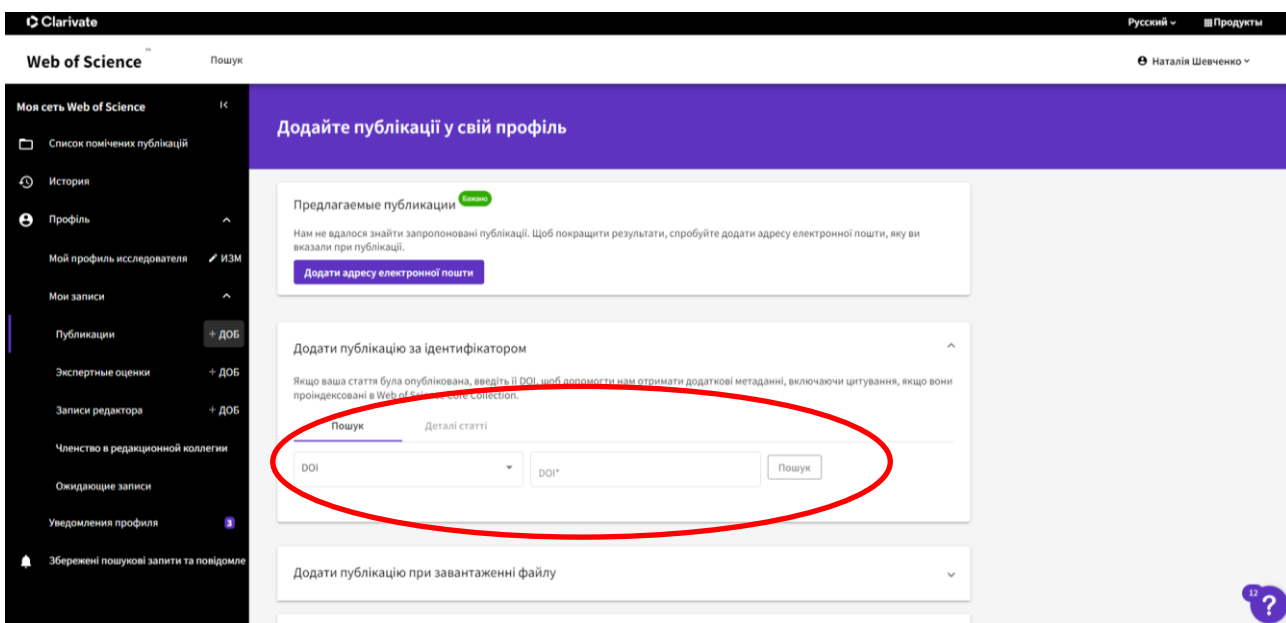 Clarivate
Русский
Продукты
Web of Science™
Пошук
Наталія Шевченко
Моя сеть Web of Science
Список помічених публікацій
История
Профіль
Мой профиль исследователя ИЗМ
Мои записи
Публикации + ДОБ
Экспертные оценки + ДОБ
Записи редактора + ДОБ
Членство в редакционной коллегии
Ожидающие записи
Уведомления профиля 3
Збережені пошукові запити та повідомле
Додайте публікації у свій профіль
Предлагаемые публикации Бажано
Нам не вдалося знайти запропоновані публікації. Щоб покращити результати, спробуйте додати адресу електронної пошти, яку ви
вказали при публікації.
Додати адресу електронної пошти
Додати публікацію за ідентифікатором
Якщо ваша стаття була опублікована, введіть її DOI, щоб допомогти нам отримати додаткові метаданні, включаючи цитування, якщо вони
проіндексовані в Web of Science Core Collection.
Пошук Деталі статті
DOI DOI* Пошук
Додати публікацію при завантаженні файлу
12
?